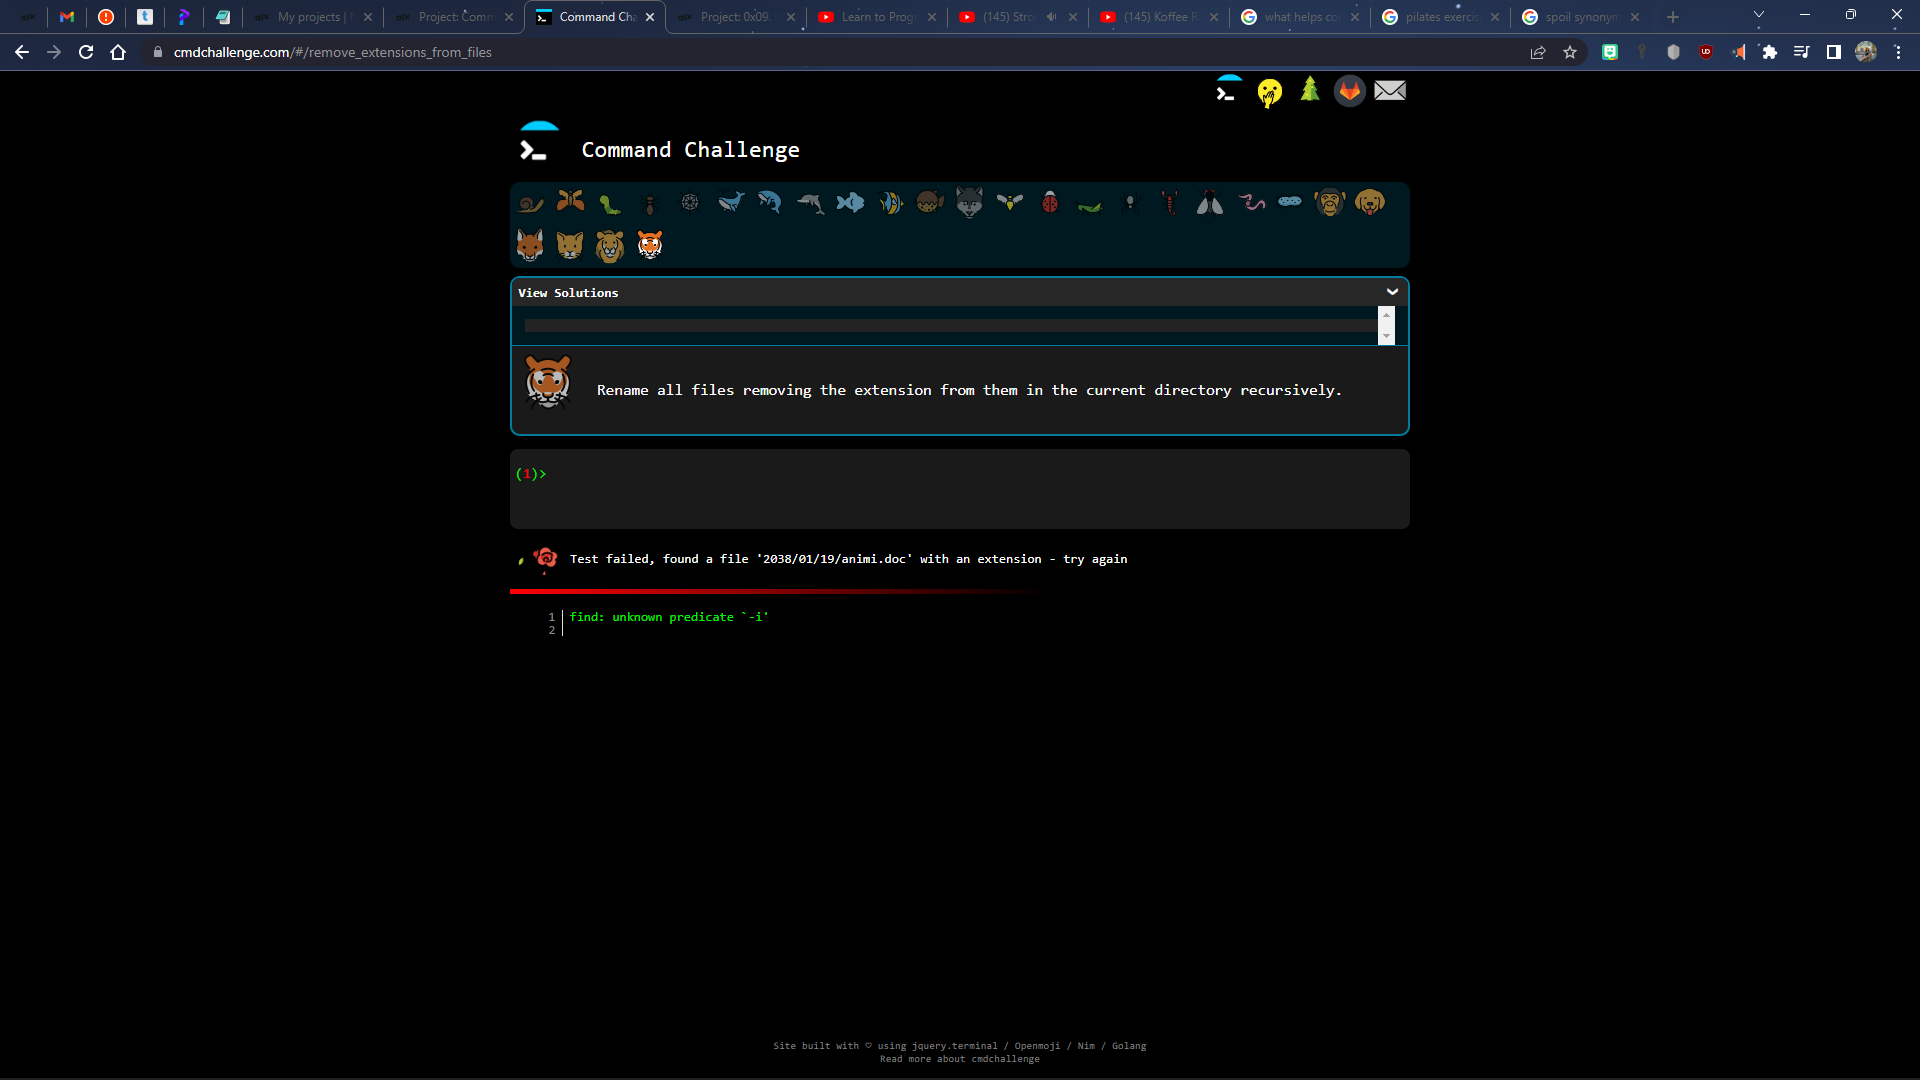 My projects |
Project: Comm
Command Cha
Project: 0x09.
Learn to Prog
(145) Stro
(145) Koffee
what helps co
pilates exerci
spoil synonym
cmdchallenge.com/#/remove_extensions_from_files
Command Challenge
View Solutions
Rename all files removing the extension from them in the current directory recursively.
(1)>
Test failed, found a file '2038/01/19/animi.doc' with an extension - try again
1 find: unknown predicate `-i'
2
Site built with ♡ using jquery.terminal / Openmoji / Nim / Golang
Read more about cmdchallenge